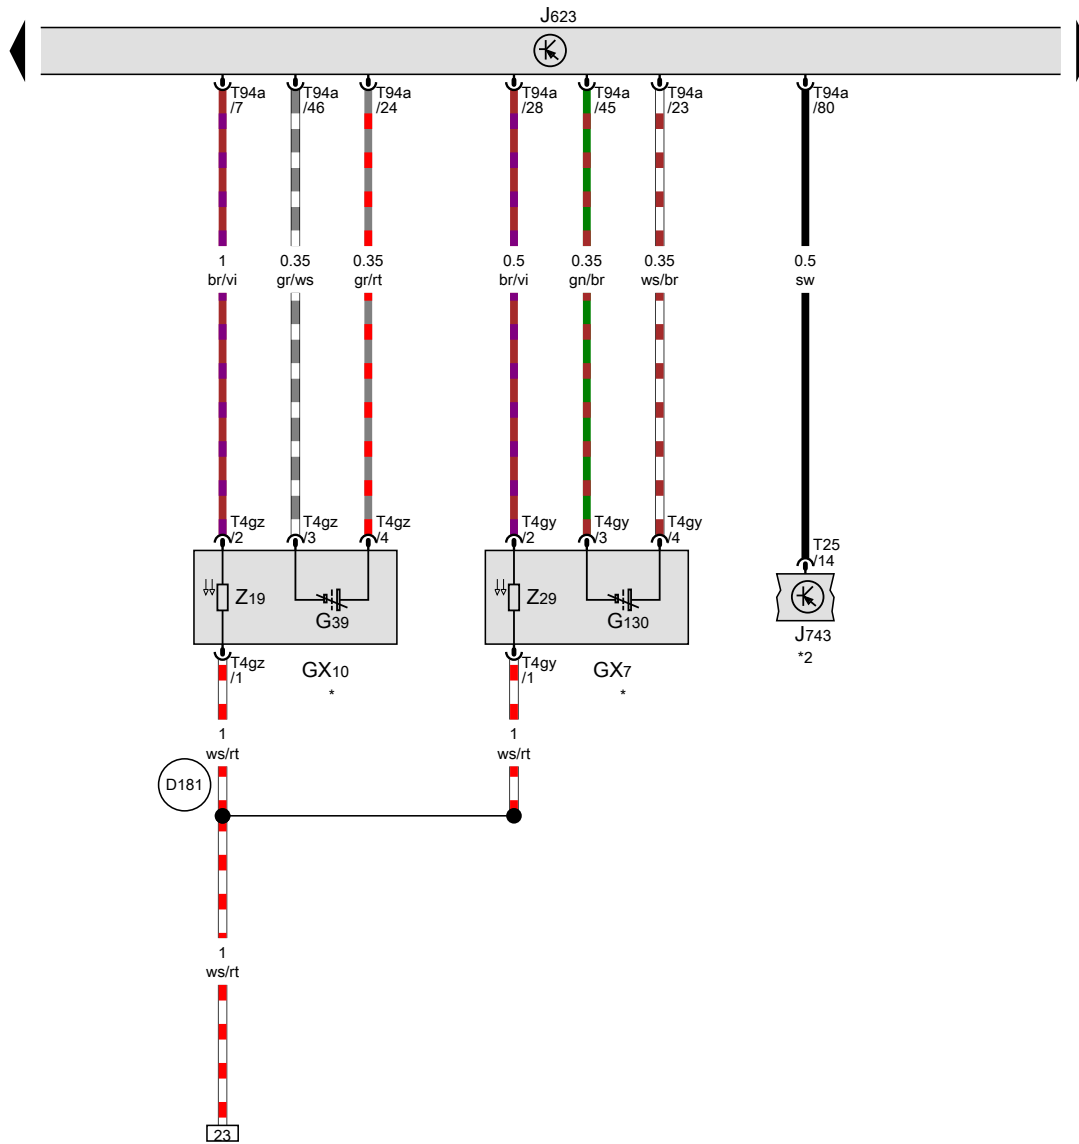 J623
T94a T94a T94a T94a T94a T94a T94a
/7 /46 /24 /28 /45 /23 /80
1 0.35 0.35 0.5 0.35 0.35 0.5
br/vi gr/ws gr/rt br/vi gn/br ws/br sw
T4gz T4gz T4gz T4gy T4gy T4gy
/2 /3 /4 /2 /3 /4
T25
/14
Z19 G39 Z29 G130
J743
*2
T4gz T4gy
/1 /1
GX10 GX7
* *
1 1
ws/rt ws/rt
D181
1
ws/rt
23